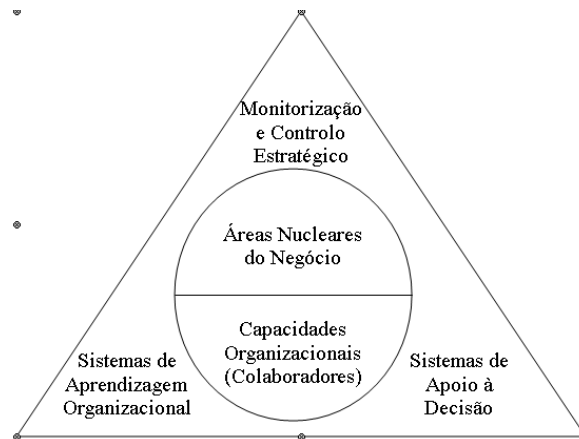 Monitorização
e Controlo
Estratégico
Áreas Nucleares
do Negócio
Capacidades
Organizacionais
(Colaboradores)
Sistemas de
Aprendizagem
Organizacional
Sistemas de
Apoio à
Decisão